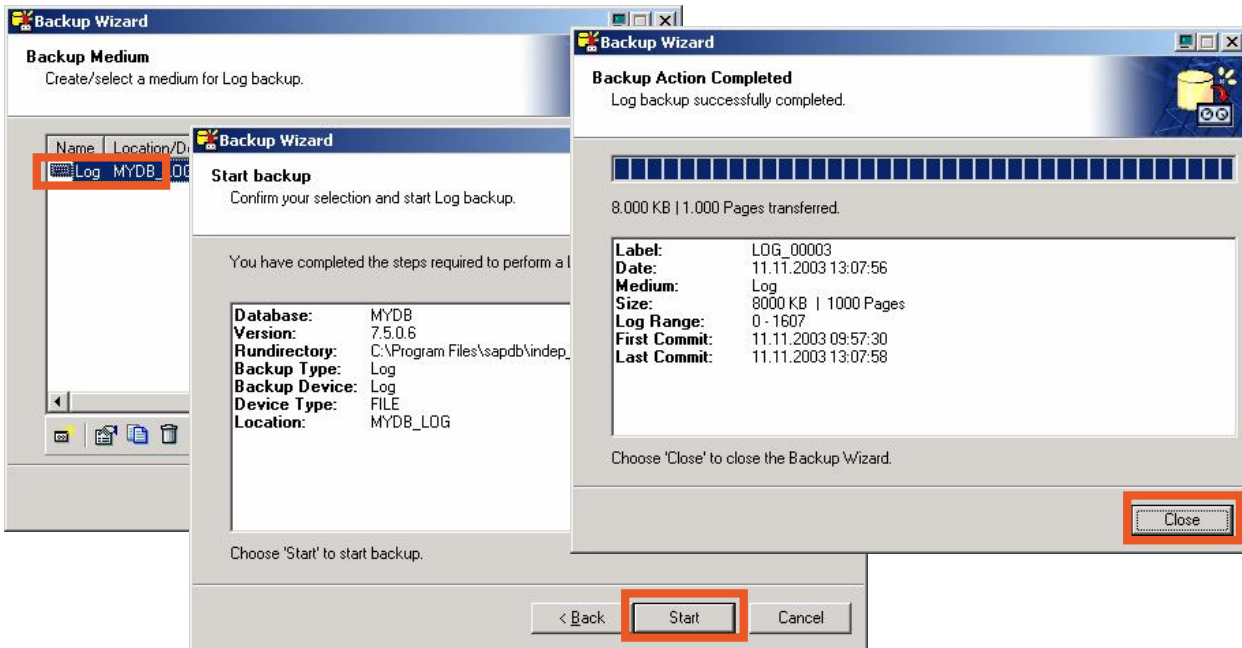 Backup Wizard
Backup Medium
Create/select a medium for Log backup.
Name Location/D
Log MYDB_LOG
Backup Wizard
Start backup
Confirm your selection and start Log backup.
You have completed the steps required to perform a
Database: MYDB
Version: 7.5.0.6
Rundirectory: C:\Program Files\sapdb\indep_
Backup Type: Log
Backup Device: Log
Device Type: FILE
Location: MYDB_LOG
Choose 'Start' to start backup.
< Back Start Cancel
Backup Wizard
Backup Action Completed
Log backup successfully completed.
8.000 KB | 1.000 Pages transferred.
Label: LOG_00003
Date: 11.11.2003 13:07:56
Medium: Log
Size: 8000 KB | 1000 Pages
Log Range: 0 - 1607
First Commit: 11.11.2003 09:57:30
Last Commit: 11.11.2003 13:07:58
Choose 'Close' to close the Backup Wizard.
Close